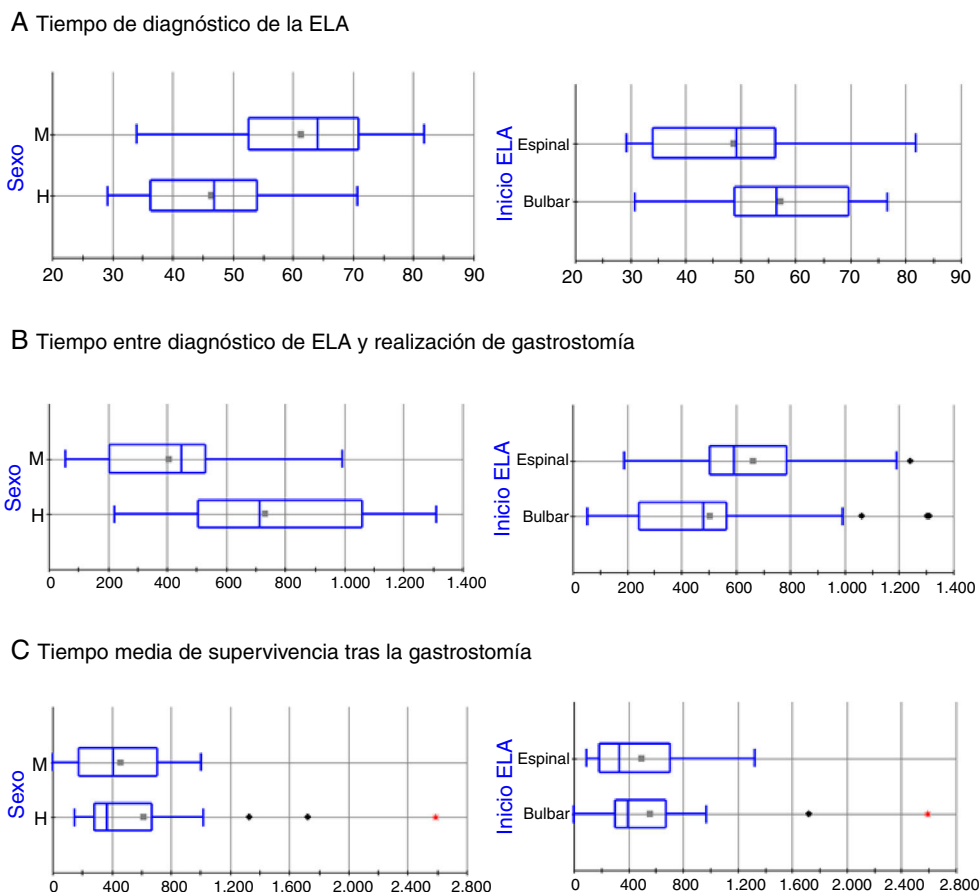 A Tiempo de diagnóstico de la ELA
Sexo
M
H
20 30 40 50 60 70 80 90
Inicio ELA
Espinal
Bulbar
20 30 40 50 60 70 80 90
B Tiempo entre diagnóstico de ELA y realización de gastrostomía
Sexo
M
H
0 200 400 600 800 1.000 1.200 1.400
Inicio ELA
Espinal
Bulbar
0 200 400 600 800 1.000 1.200 1.400
C Tiempo media de supervivencia tras la gastrostomía
Sexo
M
H
0 400 800 1.200 1.600 2.000 2.400 2.800
Inicio ELA
Espinal
Bulbar
0 400 800 1.200 1.600 2.000 2.400 2.800